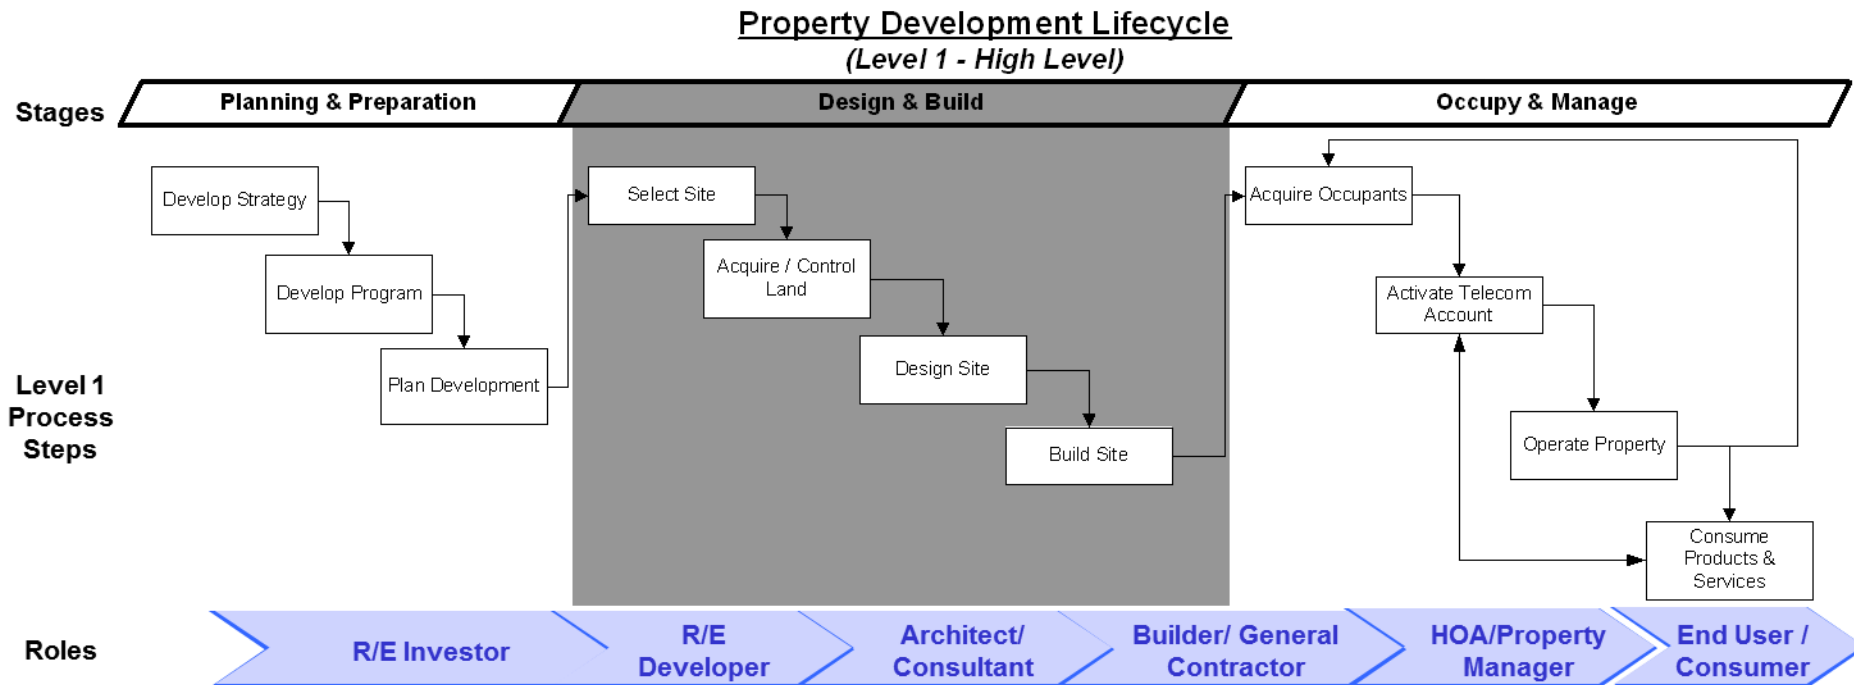 Property Development Lifecycle
(Level 1 - High Level)
Stages
Planning & Preparation
Design & Build
Occupy & Manage
Level 1
Process
Steps
Develop Strategy
Develop Program
Plan Development
Select Site
Acquire / Control
Land
Design Site
Build Site
Acquire Occupants
Activate Telecom
Account
Operate Property
Consume
Products &
Services
Roles
R/E Investor
R/E
Developer
Architect/
Consultant
Builder/ General
Contractor
HOA/Property
Manager
End User /
Consumer